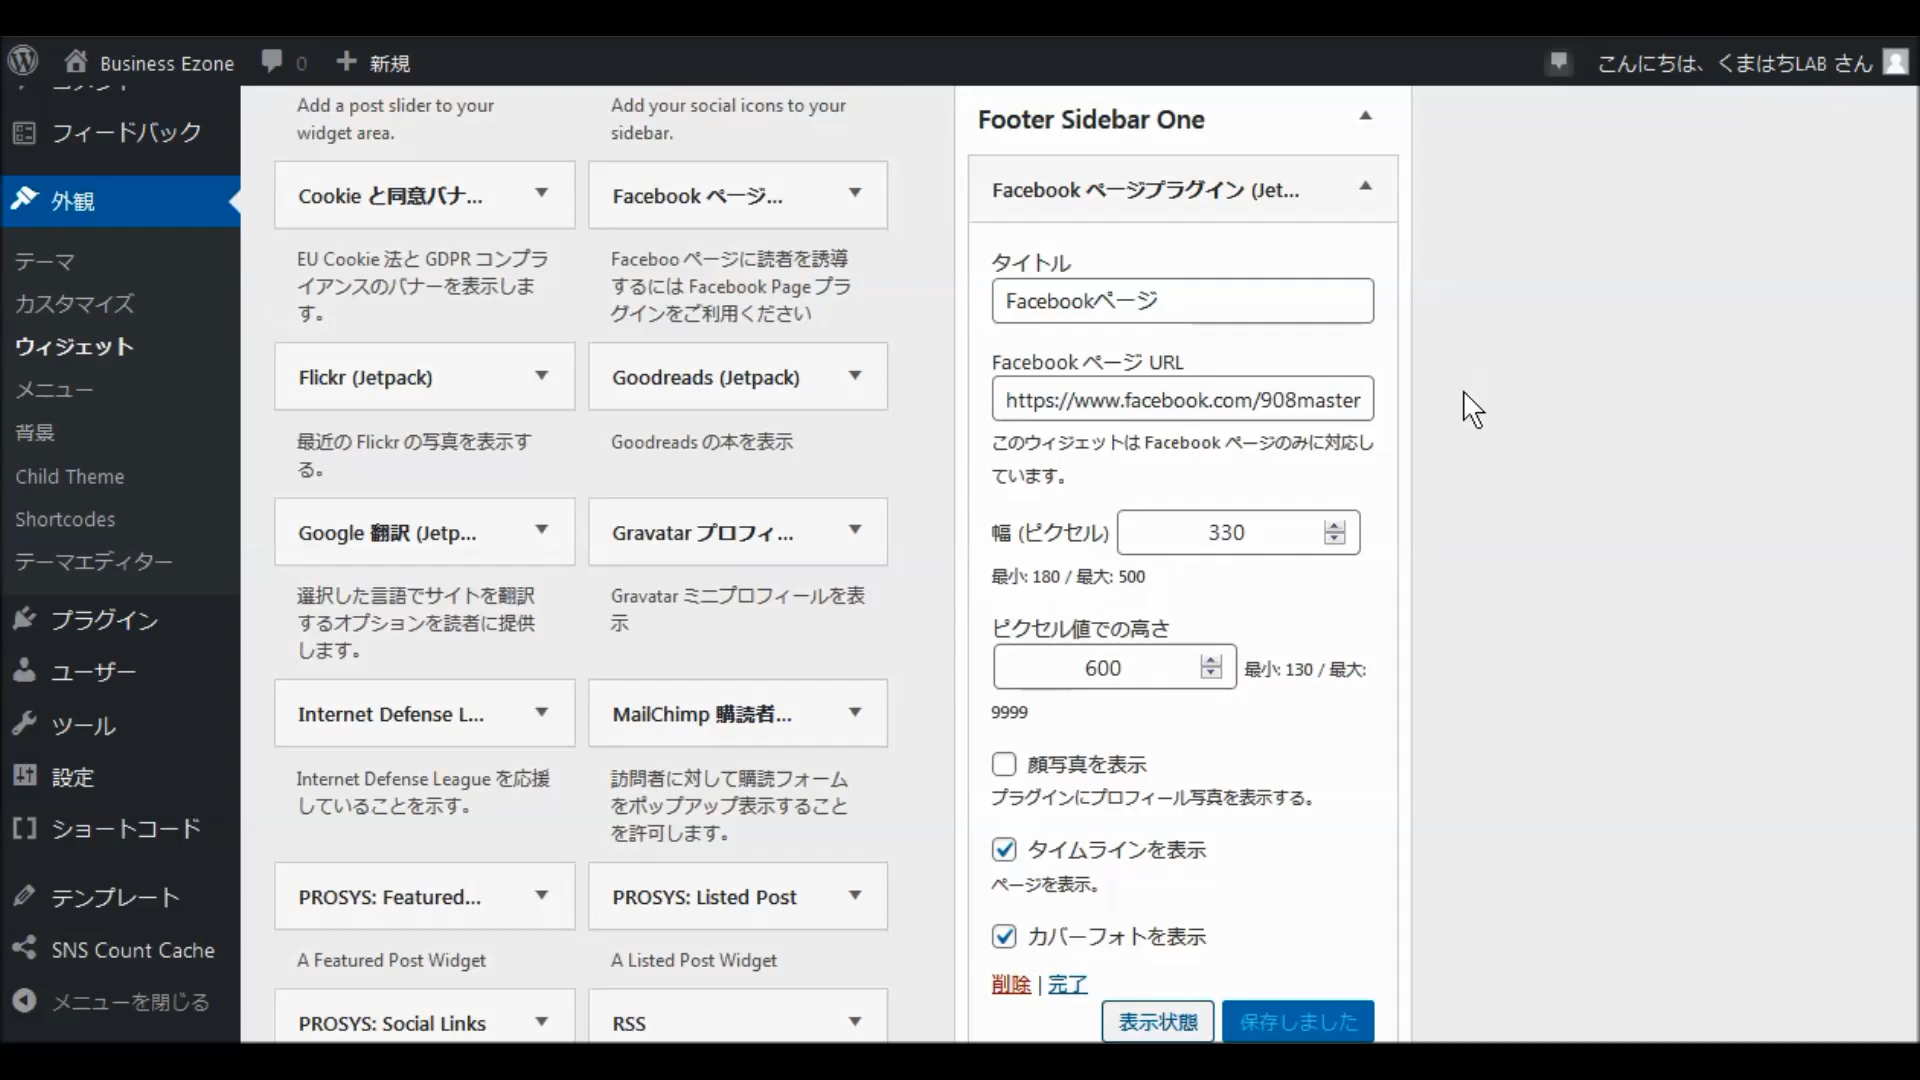 Business Ezone
0
新規
こんにちは、くまはちLAB さん
フィードバック
外観
テーマ
カスタマイズ
ウィジェット
メニュー
背景
Child Theme
Shortcodes
テーマエディター
プラグイン
ユーザー
ツール
設定
ショートコード
テンプレート
SNS Count Cache
メニューを閉じる
Add a post slider to your
widget area.
Add your social icons to your
sidebar.
Cookie と同意バナ...
Facebook ページ...
EU Cookie 法と GDPR コンプラ
イアンスのバナーを表示しま
す。
Faceboo ページに読者を誘導
するには Facebook Page プラ
グインをご利用ください
Flickr (Jetpack)
Goodreads (Jetpack)
最近の Flickr の写真を表示す
る。
Goodreads の本を表示
Google 翻訳 (Jetp...
Gravatar プロフィ...
選択した言語でサイトを翻訳
するオプションを読者に提供
します。
Gravatar ミニプロフィールを表
示
Internet Defense L...
MailChimp 購読者...
Internet Defense League を応援
していることを示す。
訪問者に対して購読フォーム
をポップアップ表示すること
を許可します。
PROSYS: Featured...
PROSYS: Listed Post
A Featured Post Widget
A Listed Post Widget
PROSYS: Social Links
RSS
Footer Sidebar One
Facebook ページプラグイン (Jet...
タイトル
Facebookページ
Facebook ページ URL
https://www.facebook.com/908master
このウィジェットは Facebook ページのみに対応し
ています。
幅 (ピクセル) 330
最小: 180 / 最大: 500
ピクセル値での高さ
600 最小: 130 / 最大:
9999
顔写真を表示
プラグインにプロフィール写真を表示する。
タイムラインを表示
ページを表示。
カバーフォトを表示
削除 | 完了
表示状態 保存しました